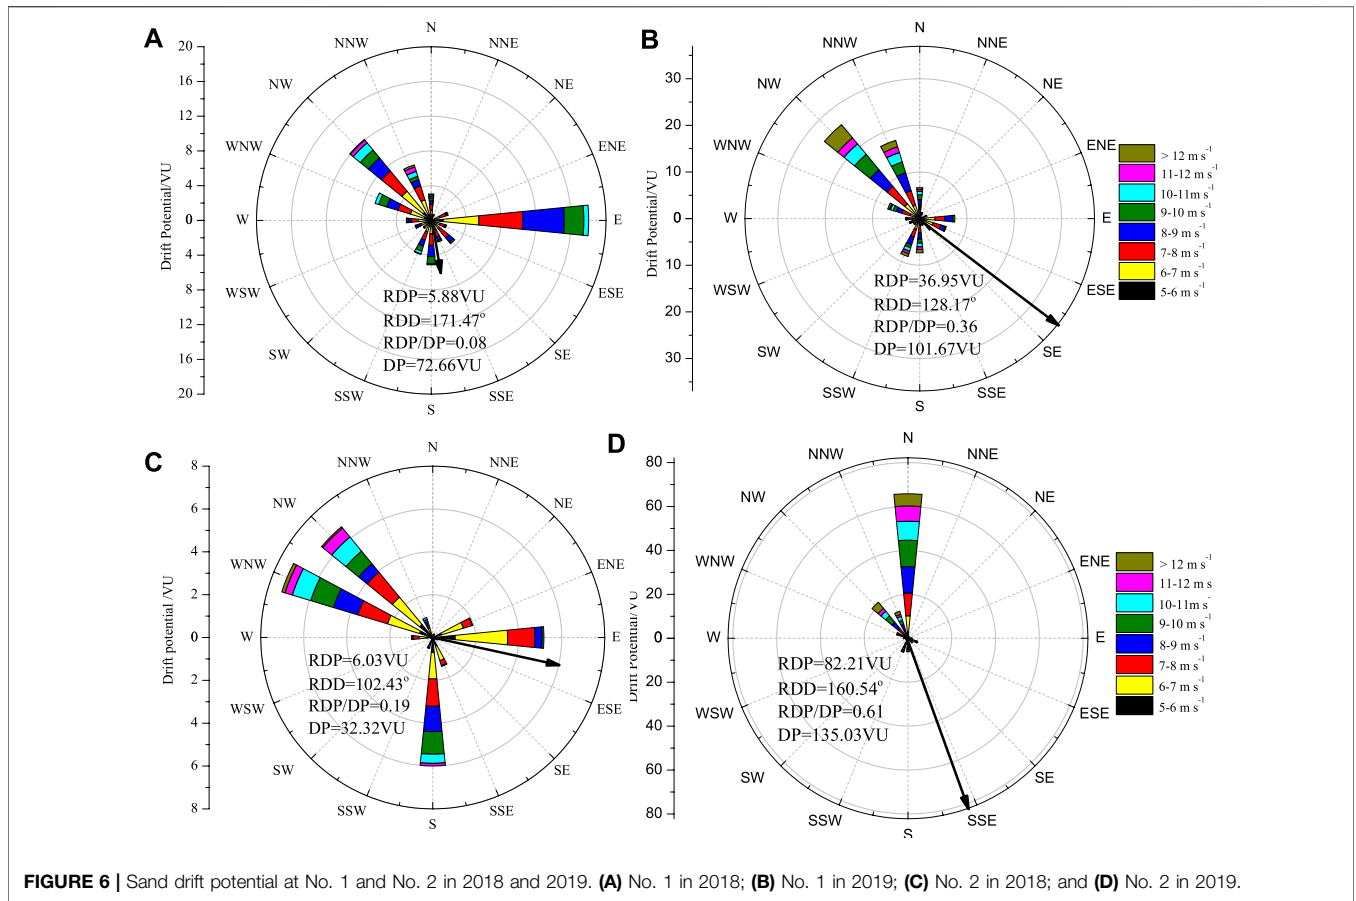 A
N
NNE
NE
ENE
E
ESE
SE
SSE
S
SSW
SW
WSW
W
WNW
NW
NNW
20
16
12
8
4
0
4
8
12
16
20
Drift Potential/VU
RDP=5.88VU
RDD=171.47°
RDP/DP=0.08
DP=72.66VU
B
N
NNE
NE
ENE
E
ESE
SE
SSE
S
SSW
SW
WSW
W
WNW
NW
NNW
30
20
10
0
10
20
30
Drift Potential/VU
RDP=36.95VU
RDD=128.17°
RDP/DP=0.36
DP=101.67VU
> 12 m s⁻¹
11-12 m s⁻¹
10-11m s⁻¹
9-10 m s⁻¹
8-9 m s⁻¹
7-8 m s⁻¹
6-7 m s⁻¹
5-6 m s⁻¹
C
N
NNE
NE
ENE
E
ESE
SE
S
SSW
SW
WSW
W
WNW
NW
NNW
SSE
8
6
4
2
0
2
4
6
8
Drift potential /VU
RDP=6.03VU
RDD=102.43°
RDP/DP=0.19
DP=32.32VU
D
N
NNE
NE
ENE
E
ESE
SE
SSE
S
SSW
SW
WSW
W
WNW
NW
NNW
80
60
40
20
0
20
40
60
80
Drift Potential/ VU
RDP=82.21VU
RDD=160.54°
RDP/DP=0.61
DP=135.03VU
> 12 m s⁻¹
11-12 m s⁻
10-11m s⁻
9-10 m s⁻¹
8-9 m s⁻¹
7-8 m s⁻¹
6-7 m s⁻¹
5-6 m s⁻¹
FIGURE 6 | Sand drift potential at No. 1 and No. 2 in 2018 and 2019. (A) No. 1 in 2018; (B) No. 1 in 2019; (C) No. 2 in 2018; and (D) No. 2 in 2019.